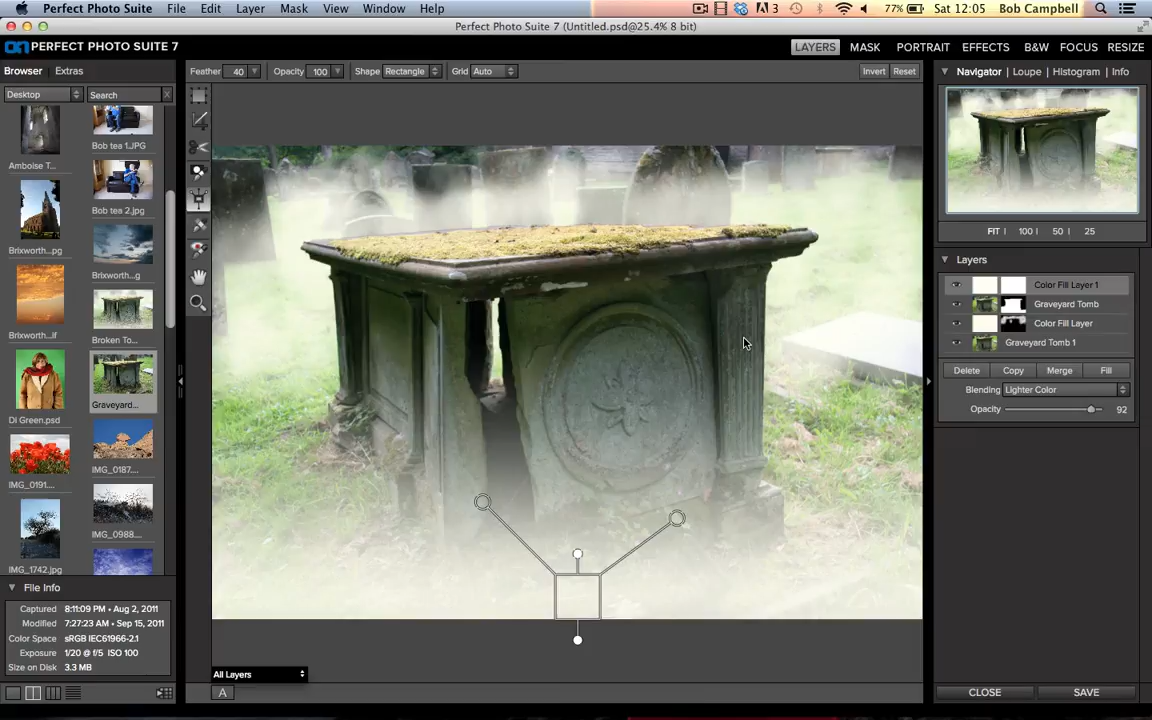 Perfect Photo Suite File Edit Layer Mask View Window Help 3 77% Sat 12:05 Bob Campbell
Perfect Photo Suite 7 (Untitled.psd@25.4% 8 bit)
on PERFECT PHOTO SUITE 7 LAYERS MASK PORTRAIT EFFECTS B&W FOCUS RESIZE
Browser Extras Feather 40 Opacity 100 Shape Rectangle Grid Auto Invert Reset Navigator Loupe Histogram Info
Desktop Search X
Bob tea 1.JPG
Amboise T...
Bob tea 2.jpg
Brixworth...pg
Brixworth...g
Brixworth...lf
Broken To...
Graveyard...
DI Green.psd
IMG_0187....
IMG_0191....
IMG_0988....
IMG_1742.jpg
FIT 100 50 25
Layers
Color Fill Layer 1
Graveyard Tomb
Color Fill Layer
Graveyard Tomb 1
Delete Copy Merge Fill
Blending Lighter Color
Opacity 92
File Info
Captured 8:11:09 PM • Aug 2, 2011
Modified 7:27:23 AM • Sep 15, 2011
Color Space sRGB IEC61966-2.1
Exposure 1/20 @ f/5 ISO 100
Size on Disk 3.3 MB
All Layers
A
CLOSE SAVE